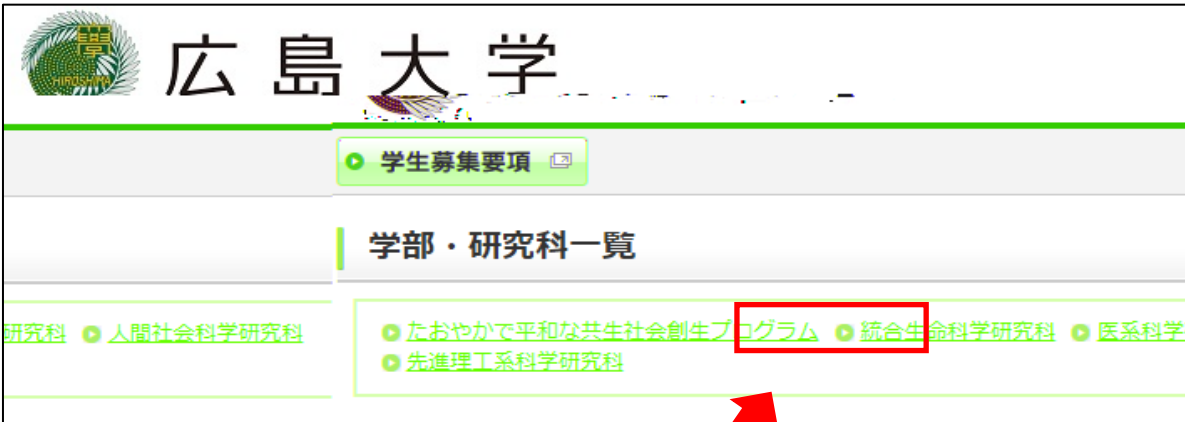 學
HIROSHIMA
広島大学
学生募集要項
学部・研究科一覧
研究科 人間社会科学研究科
たおやかで平和な共生社会創生プログラム 統合生命科学研究科 医系科学
先進理工系科学研究科